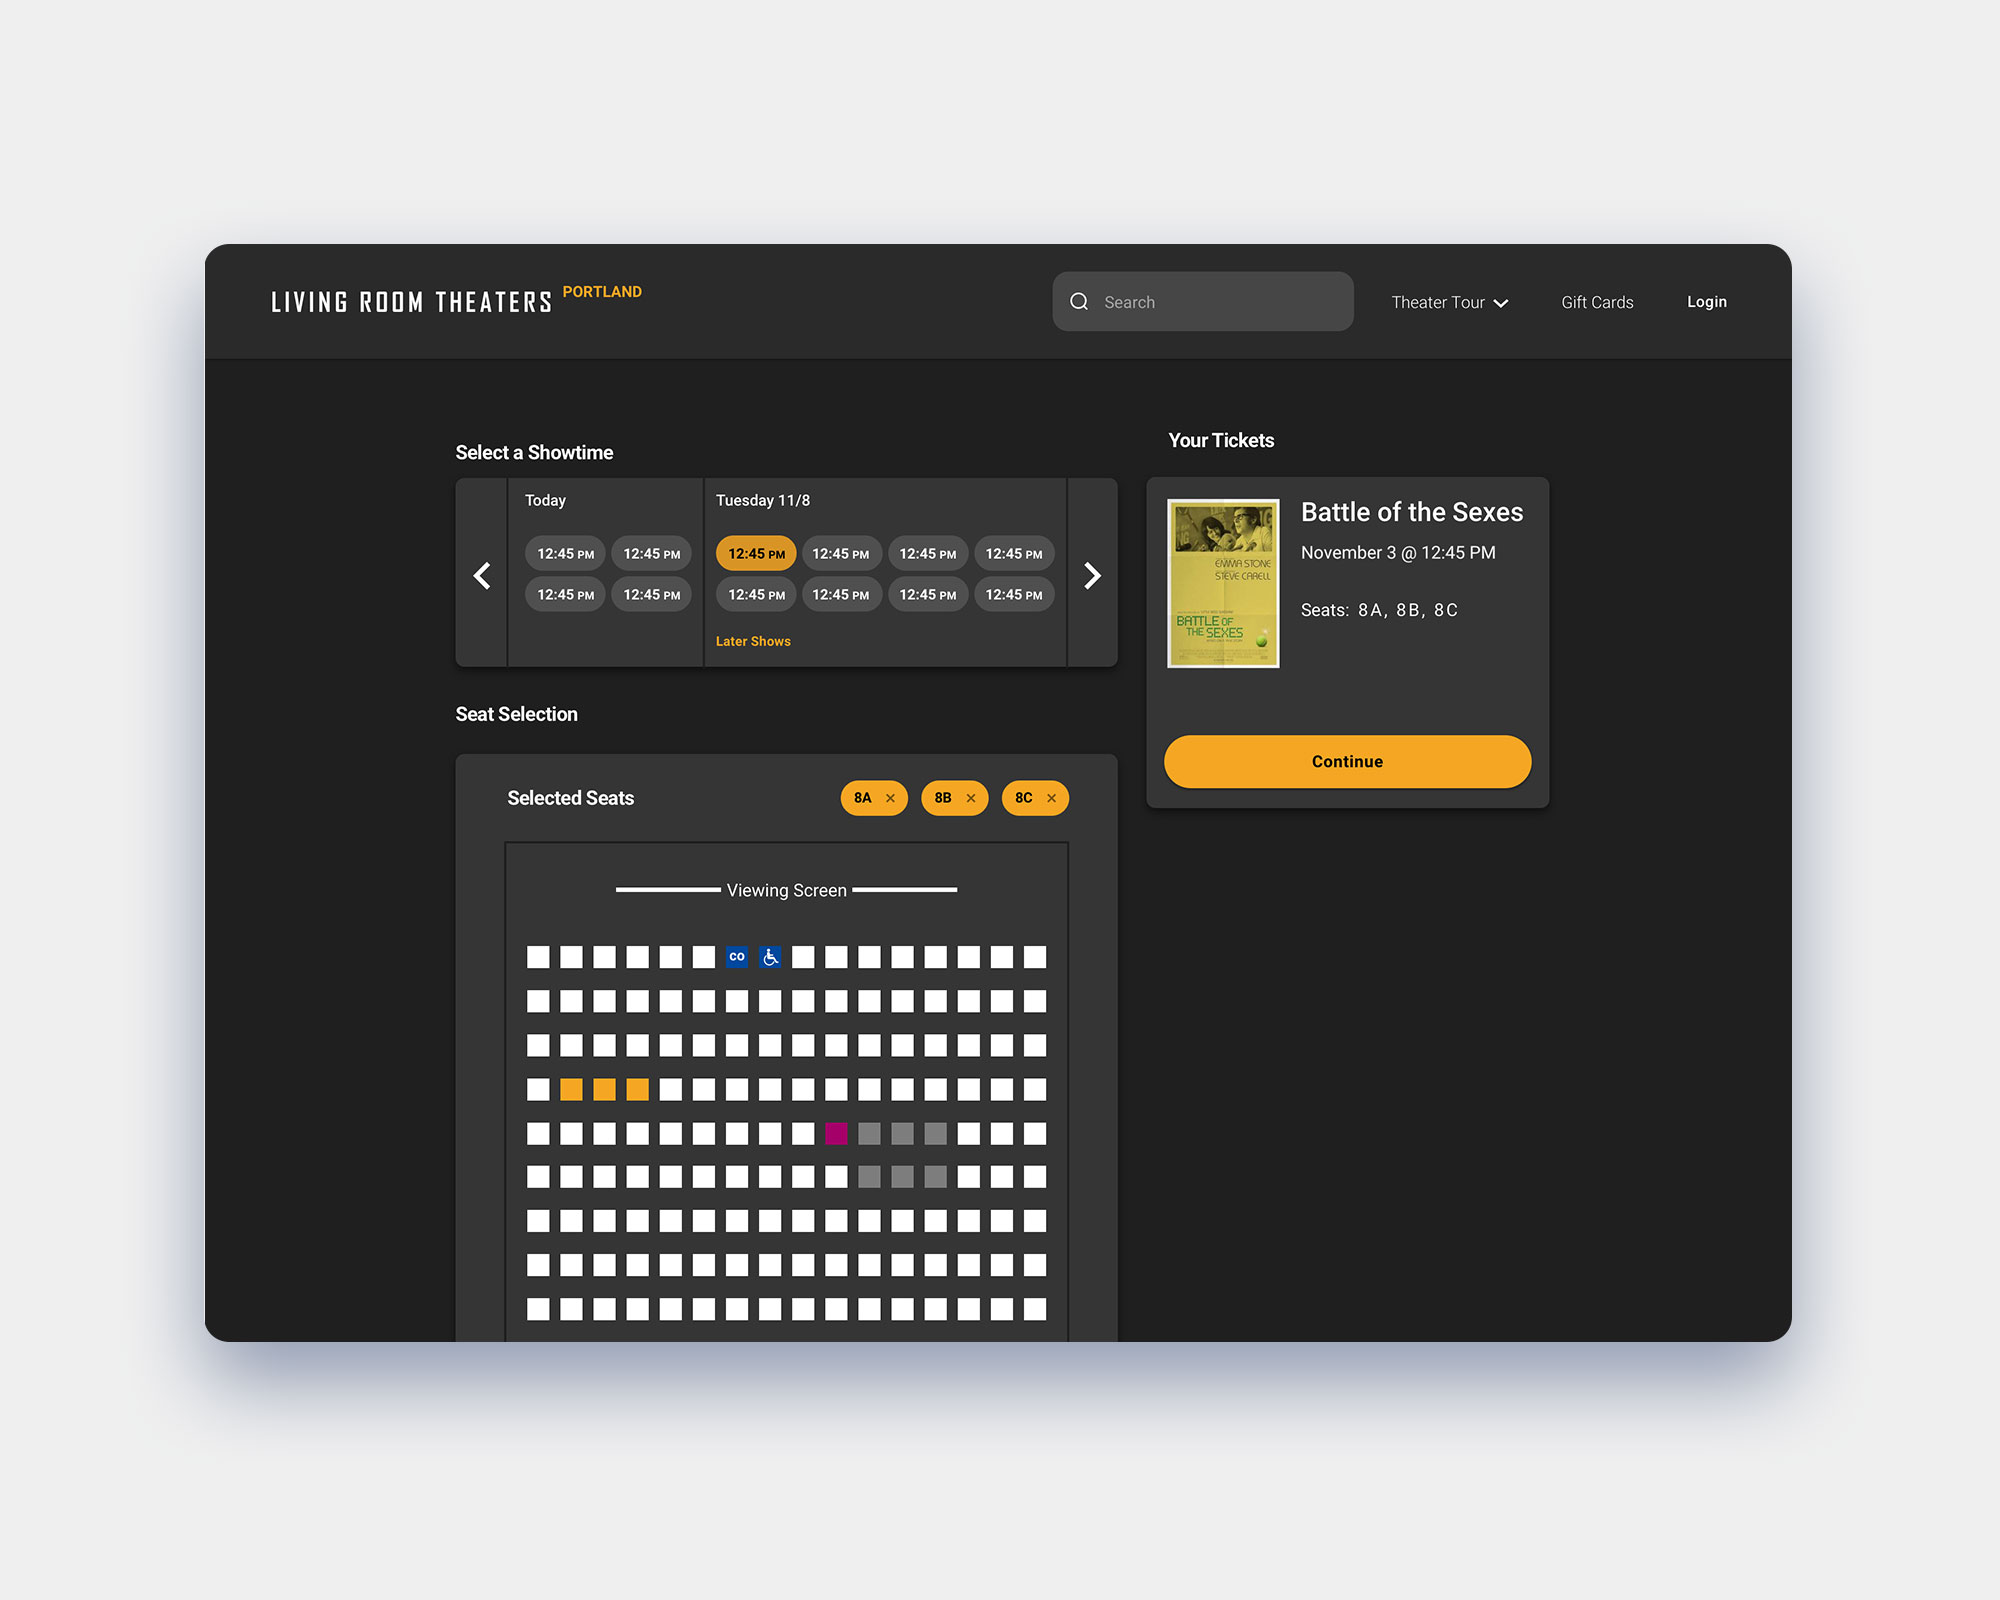 LIVING ROOM THEATERS PORTLAND
Search
Theater Tour
Gift Cards
Login
Select a Showtime
Today
12:45 PM 12:45 PM
12:45 PM 12:45 PM
Tuesday 11/8
12:45 PM 12:45 PM 12:45 PM 12:45 PM
12:45 PM 12:45 PM 12:45 PM 12:45 PM
Later Shows
Your Tickets
EMMA STONE
STEVE CARELL
BATTLE OF
THE SEXES
Battle of the Sexes
November 3 @ 12:45 PM
Seats: 8A, 8B, 8C
Continue
Seat Selection
Selected Seats
8A × 8B × 8C ×
Viewing Screen
CO